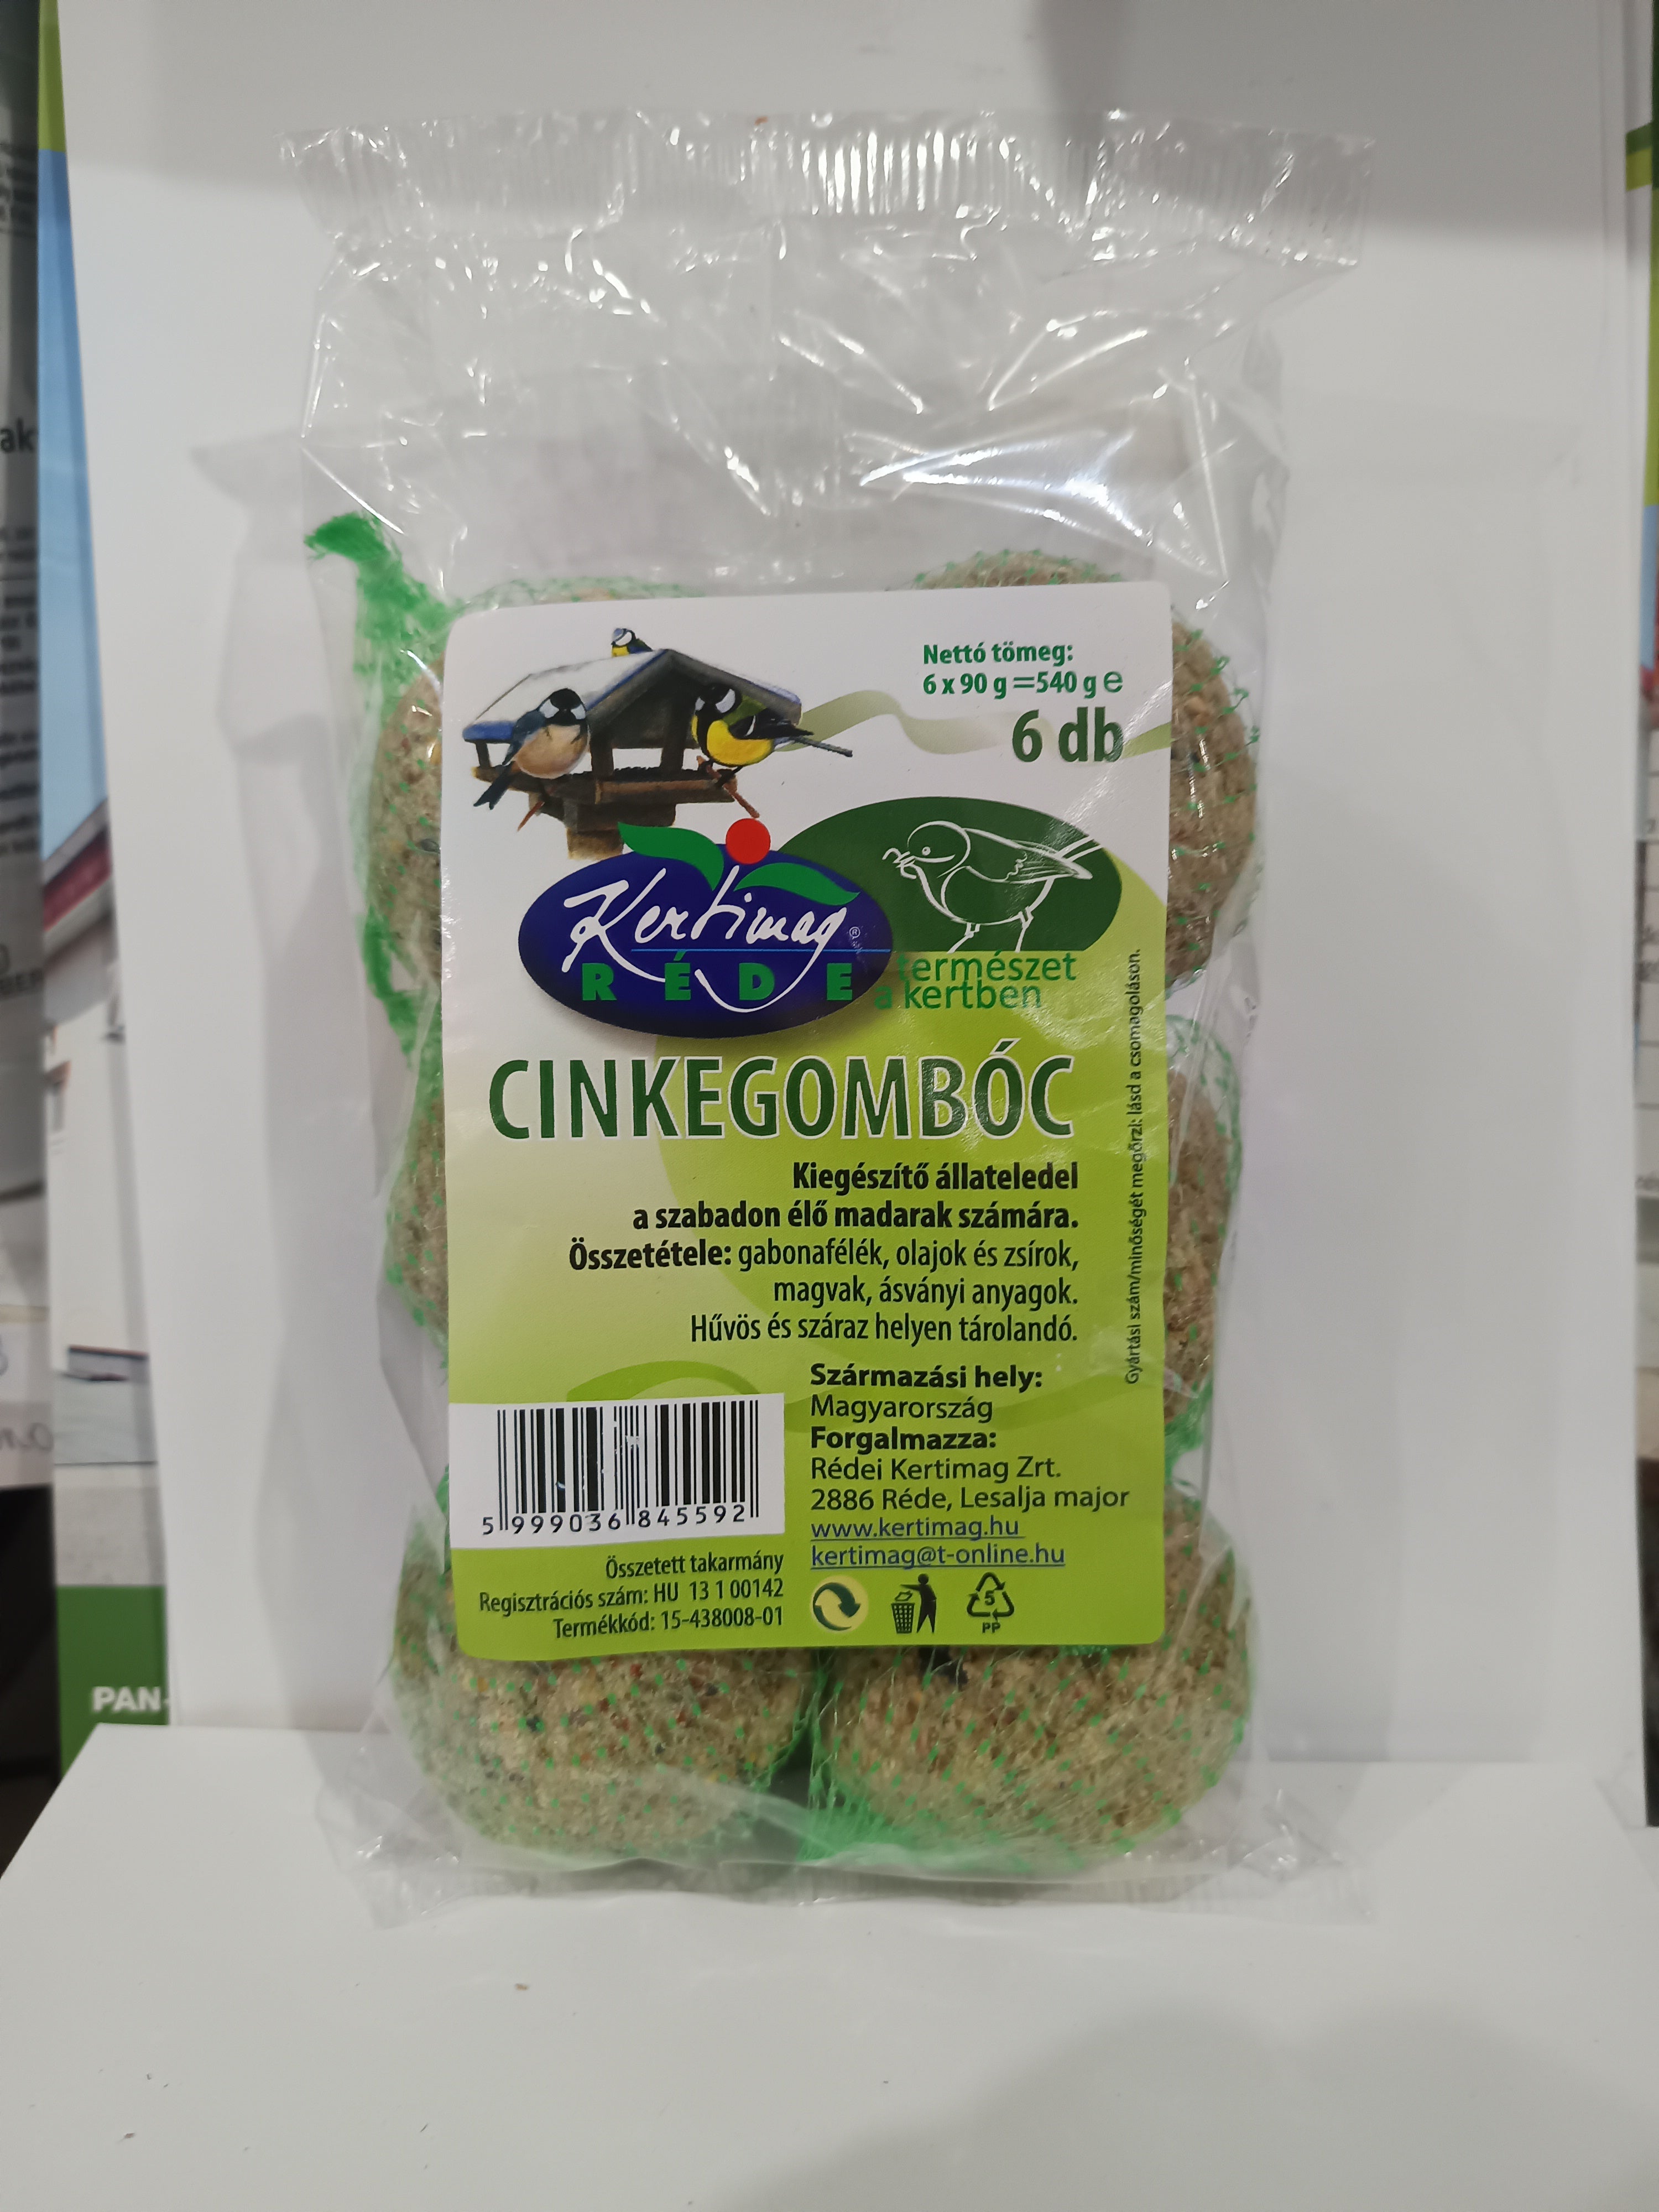 Nettó tömeg:
6 x 90 g=540 g e
6 db
Kertimag®
RÉDE
természet
a kertben
CINKEGOMBÓC
Kiegészítő állateledel
a szabadon élő madarak számára.
Összetétele: gabonafélék, olajok és zsírok,
magvak, ásványi anyagok.
Hűvös és száraz helyen tárolandó.
Gyártási szám/minőségét megőrzi: lásd a csomagoláson.
Származási hely:
Magyarország
Forgalmazza:
Rédei Kertimag Zrt.
2886 Réde, Lesalja major
www.kertimag.hu
kertimag@t-online.hu
5 999036 845592
Összetett takarmány
Regisztrációs szám: HU 13 1 00142
Termékkód: 15-438008-01
5
PP
PAN-